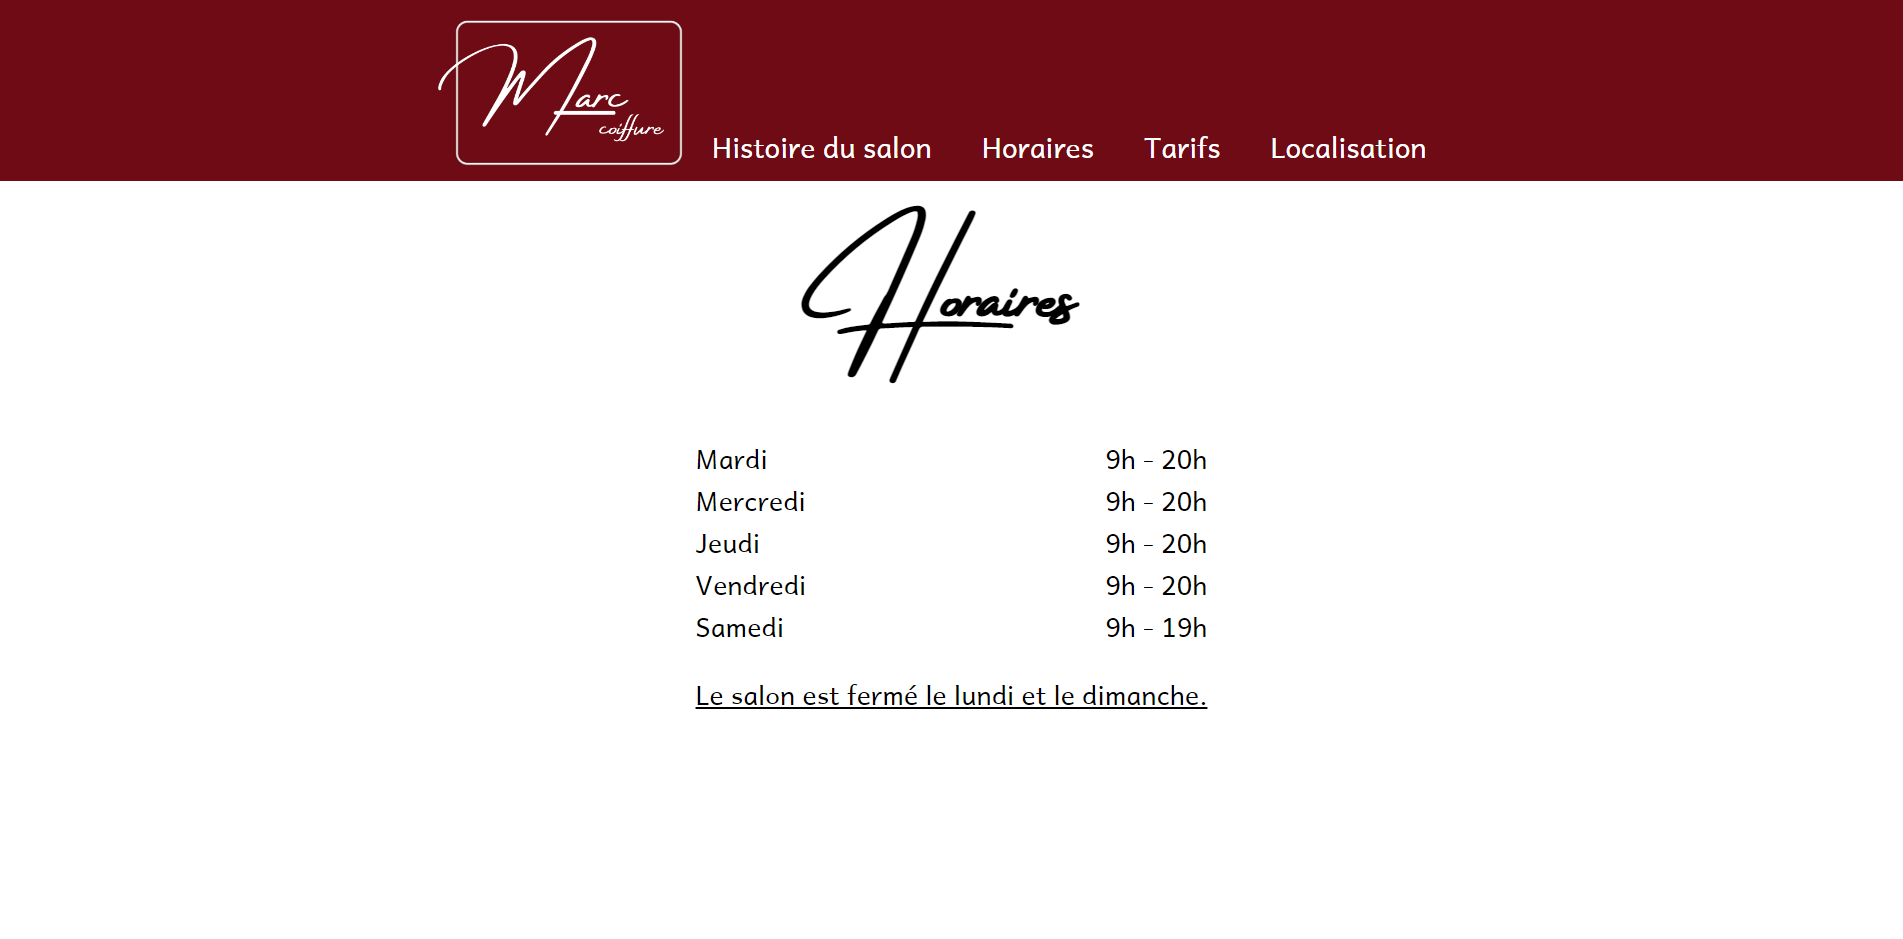 Marc
coiffure
Histoire du salon Horaires Tarifs Localisation
Horaires
Mardi 9h - 20h
Mercredi 9h - 20h
Jeudi 9h - 20h
Vendredi 9h - 20h
Samedi 9h - 19h
Le salon est fermé le lundi et le dimanche.